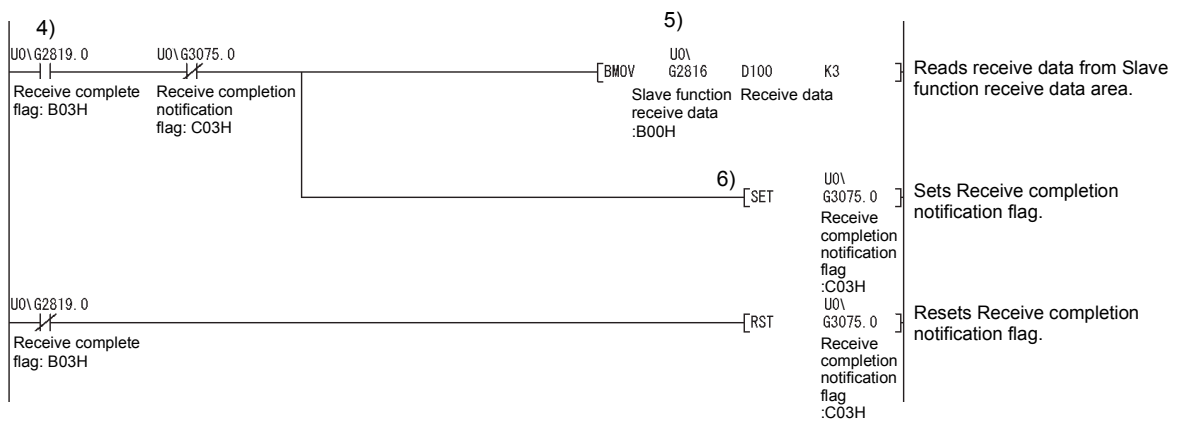 4)
5)
U0\G2819.0
U0\G3075.0
U0\
BMOV G2816 D100 K3
Receive complete
flag: B03H
Receive completion
notification
flag: C03H
Slave function
receive data
:B00H
Receive data
Reads receive data from Slave
function receive data area.
6)
U0\
SET G3075.0
Receive
completion
notification
flag
:C03H
Sets Receive completion
notification flag.
U0\G2819.0
U0\
RST G3075.0
Receive complete
flag: B03H
Receive
completion
notification
flag
:C03H
Resets Receive completion
notification flag.